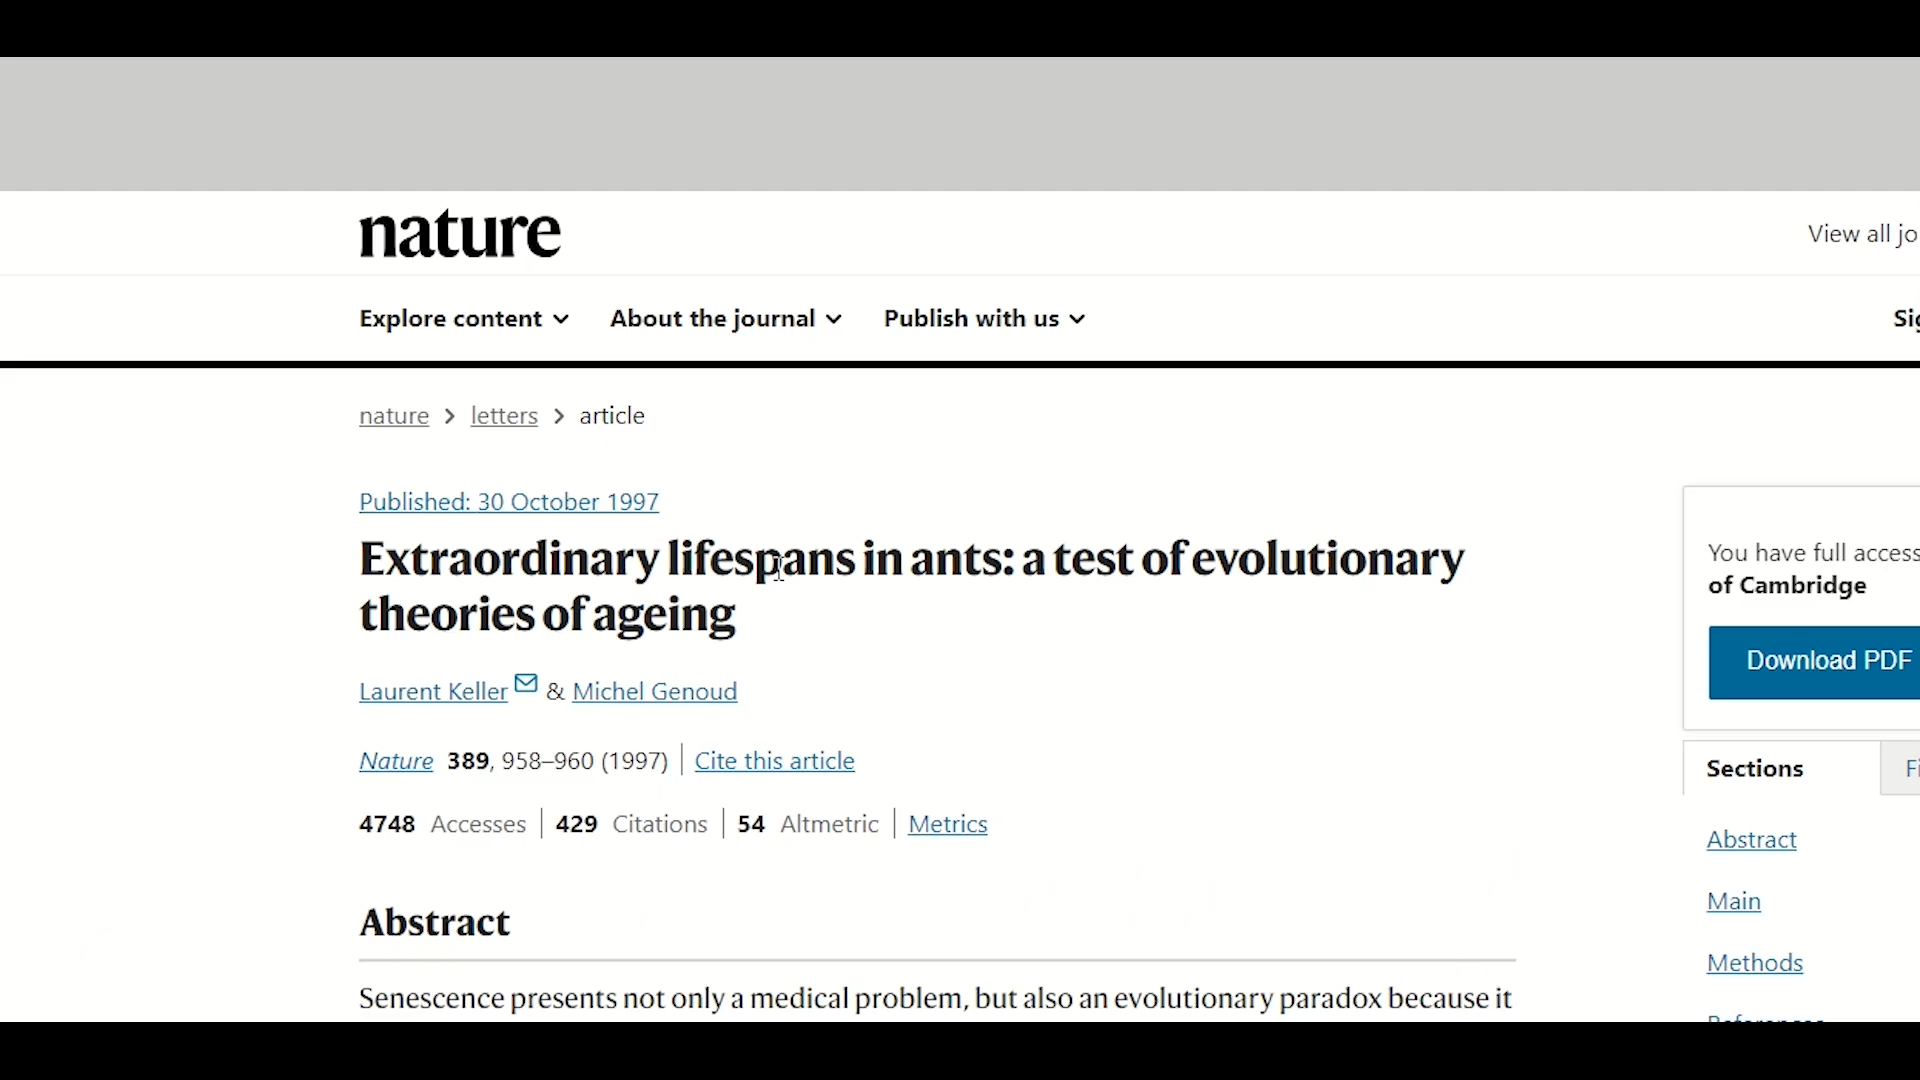 nature
View all jo
Explore content
About the journal
Publish with us
Sig
nature > letters > article
Published: 30 October 1997
Extraordinary lifespans in ants: a test of evolutionary
theories of ageing
Laurent Keller & Michel Genoud
Nature 389, 958–960 (1997) | Cite this article
4748 Accesses | 429 Citations | 54 Altmetric | Metrics
Abstract
Senescence presents not only a medical problem, but also an evolutionary paradox because it
You have full access
of Cambridge
Download PDF
Sections
Fi
Abstract
Main
Methods